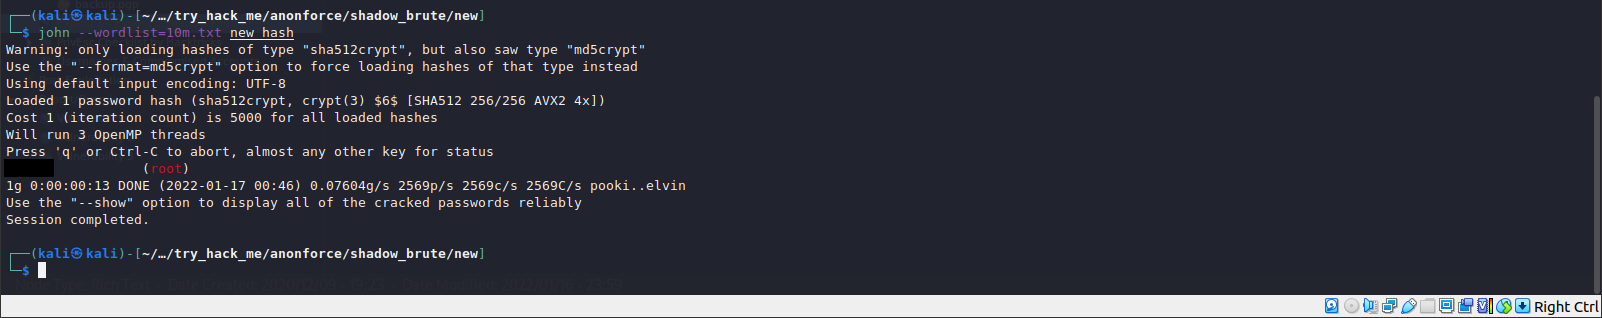 ┌──(kali㉿kali)-[~/…/try_hack_me/anonforce/shadow_brute/new]
└─$ john --wordlist=10m.txt new hash
Warning: only loading hashes of type "sha512crypt", but also saw type "md5crypt"
Use the "--format=md5crypt" option to force loading hashes of that type instead
Using default input encoding: UTF-8
Loaded 1 password hash (sha512crypt, crypt(3) $6$ [SHA512 256/256 AVX2 4x])
Cost 1 (iteration count) is 5000 for all loaded hashes
Will run 3 OpenMP threads
Press 'q' or Ctrl-C to abort, almost any other key for status
(root)
1g 0:00:00:13 DONE (2022-01-17 00:46) 0.07604g/s 2569p/s 2569c/s 2569C/s pooki..elvin
Use the "--show" option to display all of the cracked passwords reliably
Session completed.
┌──(kali㉿kali)-[~/…/try_hack_me/anonforce/shadow_brute/new]
└─$
Right Ctrl